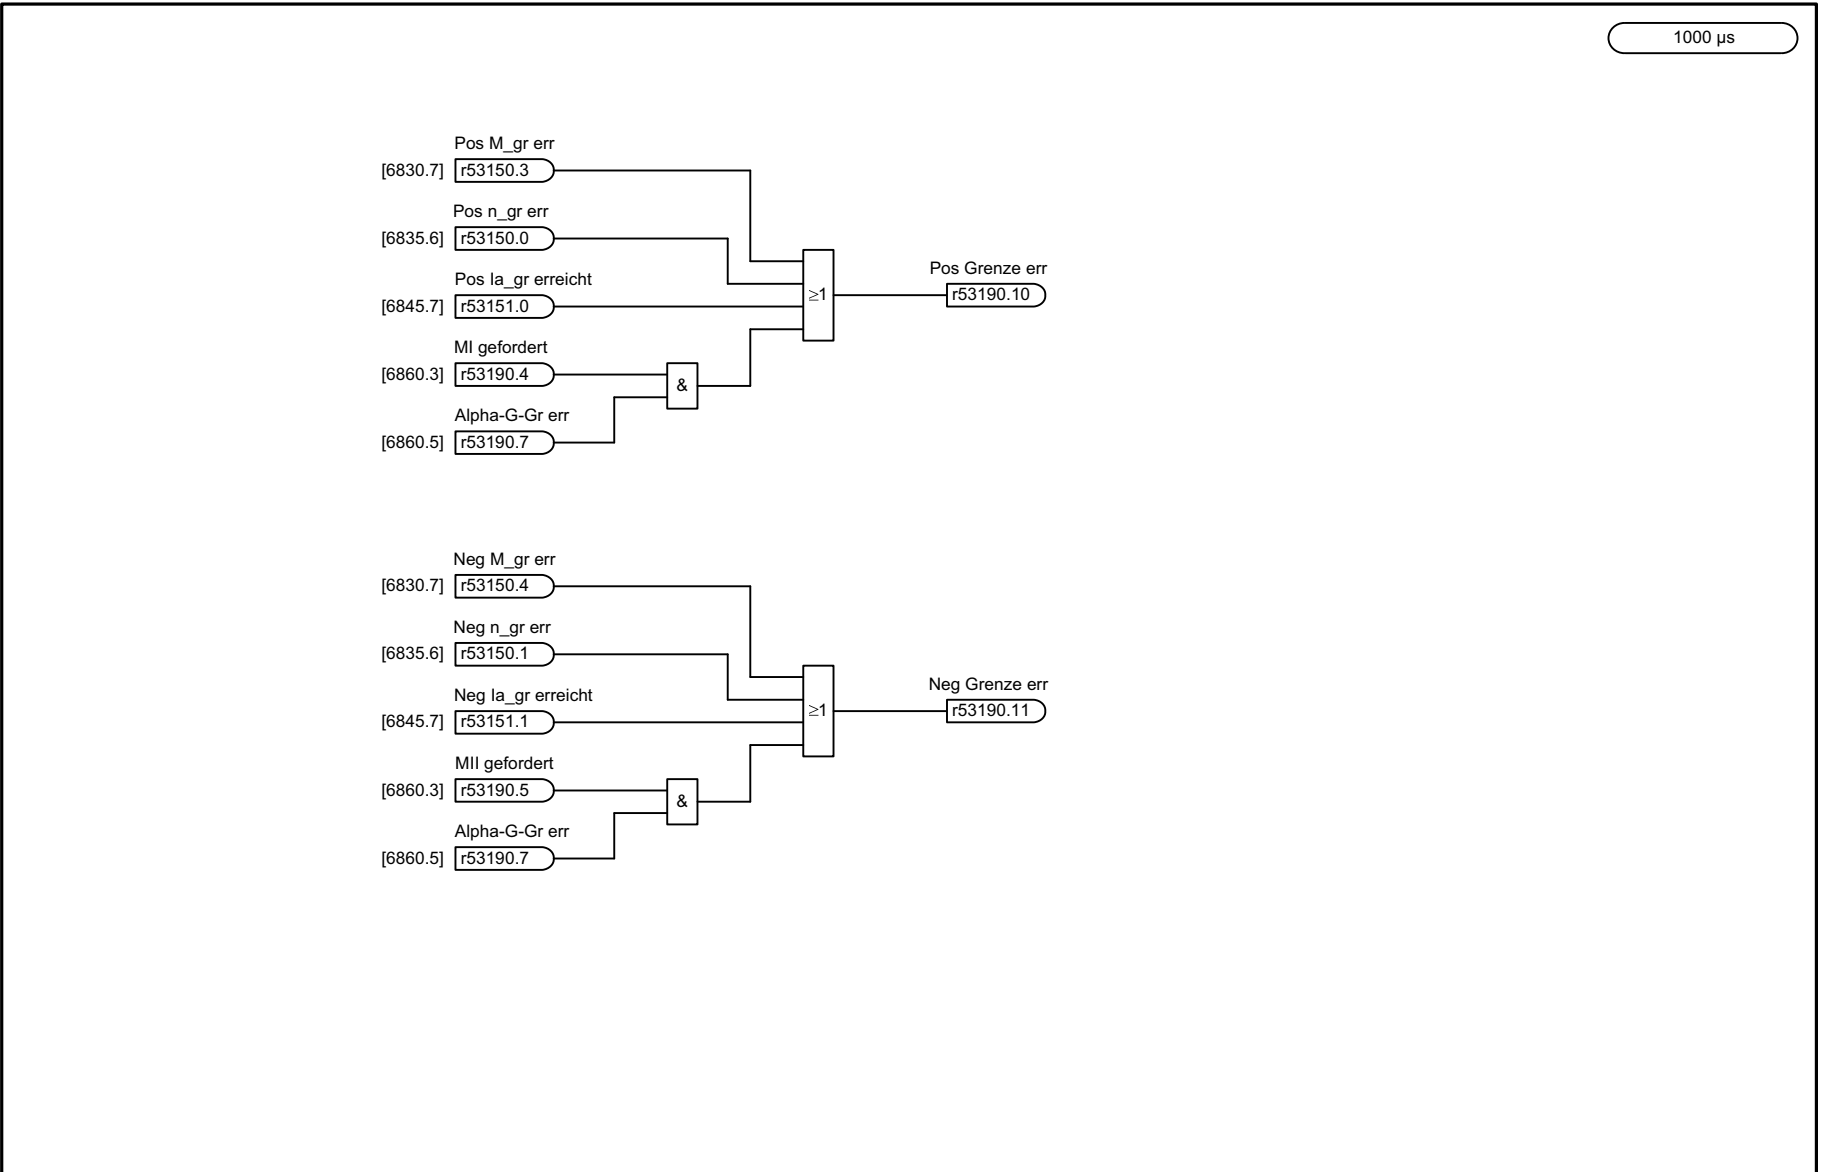 1000 µs
Pos M_gr err
[6830.7] r53150.3
Pos n_gr err
[6835.6] r53150.0
Pos Ia_gr erreicht
[6845.7] r53151.0
MI gefordert
[6860.3] r53190.4
Alpha-G-Gr err
[6860.5] r53190.7
&
≥1
Pos Grenze err
r53190.10
Neg M_gr err
[6830.7] r53150.4
Neg n_gr err
[6835.6] r53150.1
Neg Ia_gr erreicht
[6845.7] r53151.1
MII gefordert
[6860.3] r53190.5
Alpha-G-Gr err
[6860.5] r53190.7
&
≥1
Neg Grenze err
r53190.11